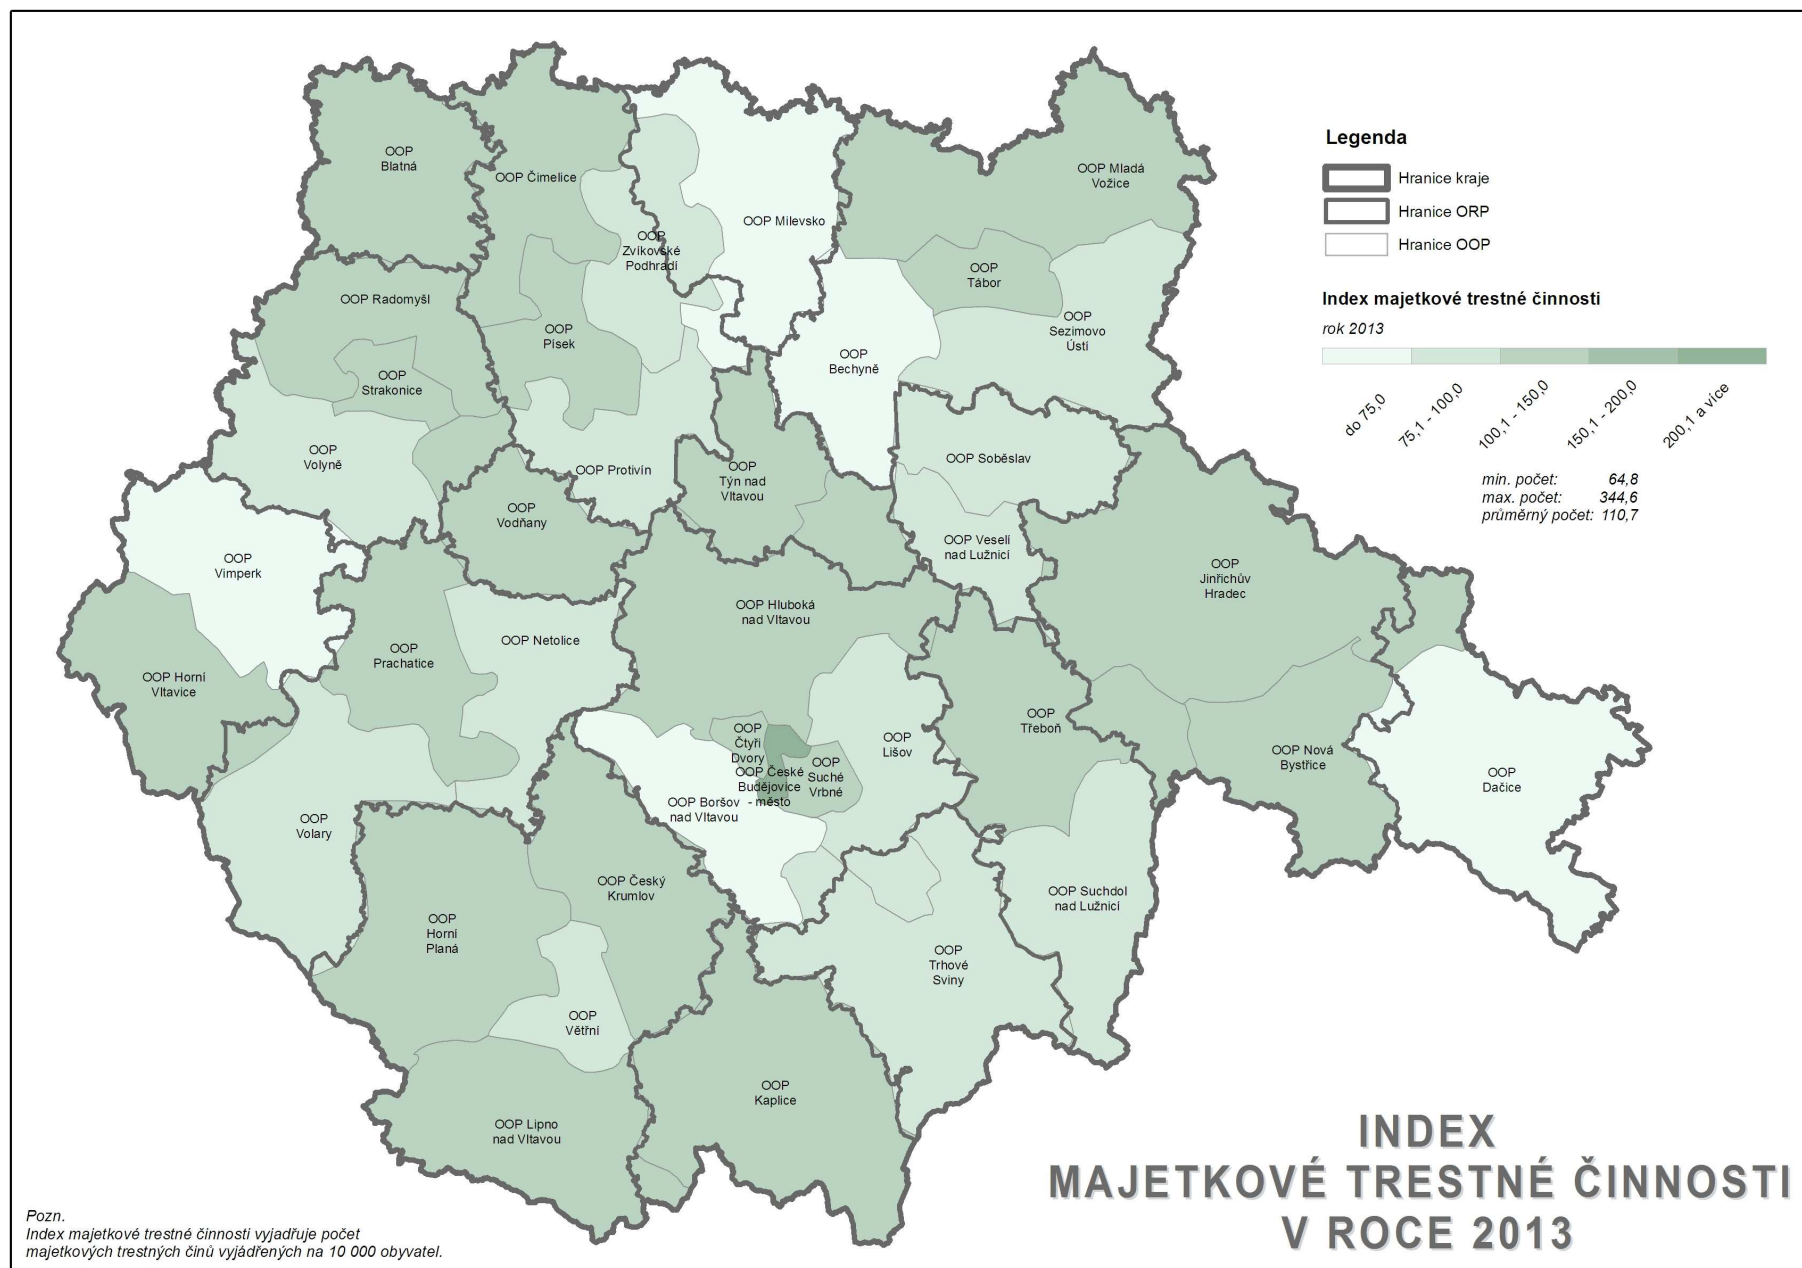 OOP
Blatná
OOP Čimelice
OOP Mladá
Vožice
OOP Milevsko
OOP
Zvíkovské
Podhradí
OOP
Tábor
OOP Radomyšl
OOP
Písek
OOP
Sezimovo
Ústí
OOP
Bechyně
OOP
Strakonice
OOP
Volyně
OOP Protivín
OOP
Týn nad
Vltavou
OOP Soběslav
OOP
Vodňany
OOP Veselí
nad Lužnicí
OOP
Vimperk
OOP
Jinřichův
Hradec
OOP Hluboká
nad Vltavou
OOP Netolice
OOP
Prachatice
OOP Horní
Vltavice
OOP
Třeboň
OOP
Čtyři
Dvory
OOP
Lišov
OOP Nová
Bystřice
OOP České
Budějovice
- město
OOP
Suché
Vrbné
OOP
Dačice
OOP Boršov
nad Vltavou
OOP
Volary
OOP Český
Krumlov
OOP Suchdol
nad Lužnicí
OOP
Horní
Planá
OOP
Trhové
Sviny
OOP
Větřní
OOP
Kaplice
OOP Lipno
nad Vltavou
Legenda
Hranice kraje
Hranice ORP
Hranice OOP
Index majetkové trestné činnosti
rok 2013
do 75,0
75,1 - 100,0
100,1 - 150,0
150,1 - 200,0
200,1 a více
min. počet: 64,8
max. počet: 344,6
průměrný počet: 110,7
INDEX
MAJETKOVÉ TRESTNÉ ČINNOSTI
V ROCE 2013
Pozn.
Index majetkové trestné činnosti vyjadřuje počet
majetkových trestných činů vyjádřených na 10 000 obyvatel.